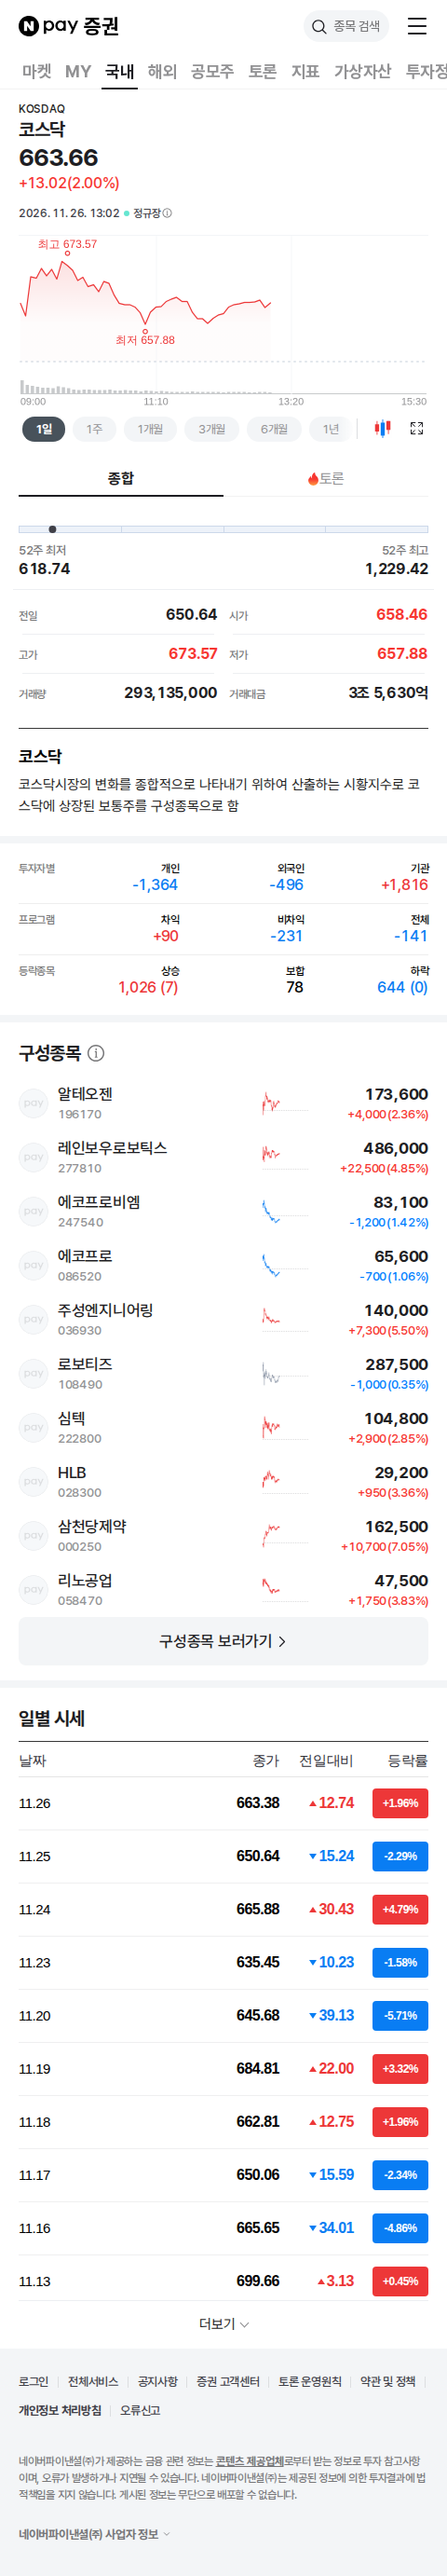 N pay 증권
종목 검색
마켓 MY 국내 해외 공모주 토론 지표 가상자산 투자정
KOSDAQ
코스닥
663.66
+13.02(2.00%)
2026. 11. 26. 13:02 정규장
최고 673.57
최저 657.88
09:00 11:10 13:20 15:30
1일 1주 1개월 3개월 6개월 1년
종합 토론
52주 최저 52주 최고
618.74 1,229.42
전일 650.64 시가 658.46
고가 673.57 저가 657.88
거래량 293,135,000 거래대금 3조 5,630억
코스닥
코스닥시장의 변화를 종합적으로 나타내기 위하여 산출하는 시황지수로 코
스닥에 상장된 보통주를 구성종목으로 함
투자자별 개인 외국인 기관
-1,364 -496 +1,816
프로그램 차익 비차익 전체
+90 -231 -141
등락종목 상승 보합 하락
1,026 (7) 78 644 (0)
구성종목
pay 알테오젠 173,600
196170 +4,000(2.36%)
pay 레인보우로보틱스 486,000
277810 +22,500(4.85%)
pay 에코프로비엠 83,100
247540 -1,200(1.42%)
pay 에코프로 65,600
086520 -700(1.06%)
pay 주성엔지니어링 140,000
036930 +7,300(5.50%)
pay 로보티즈 287,500
108490 -1,000(0.35%)
pay 심텍 104,800
222800 +2,900(2.85%)
pay HLB 29,200
028300 +950(3.36%)
pay 삼천당제약 162,500
000250 +10,700(7.05%)
pay 리노공업 47,500
058470 +1,750(3.83%)
구성종목 보러가기
일별 시세
날짜 종가 전일대비 등락률
11.26 663.38 ▲12.74 +1.96%
11.25 650.64 ▼15.24 -2.29%
11.24 665.88 ▲30.43 +4.79%
11.23 635.45 ▼10.23 -1.58%
11.20 645.68 ▼39.13 -5.71%
11.19 684.81 ▲22.00 +3.32%
11.18 662.81 ▲12.75 +1.96%
11.17 650.06 ▼15.59 -2.34%
11.16 665.65 ▼34.01 -4.86%
11.13 699.66 ▲3.13 +0.45%
더보기
로그인 전체서비스 공지사항 증권 고객센터 토론 운영원칙 약관 및 정책
개인정보 처리방침 오류신고
네이버파이낸셜㈜가 제공하는 금융 관련 정보는 콘텐츠 제공업체로부터 받는 정보로 투자 참고사항
이며, 오류가 발생하거나 지연될 수 있습니다. 네이버파이낸셜㈜는 제공된 정보에 의한 투자결과에 법
적책임을 지지 않습니다. 게시된 정보는 무단으로 배포할 수 없습니다.
네이버파이낸셜㈜ 사업자 정보